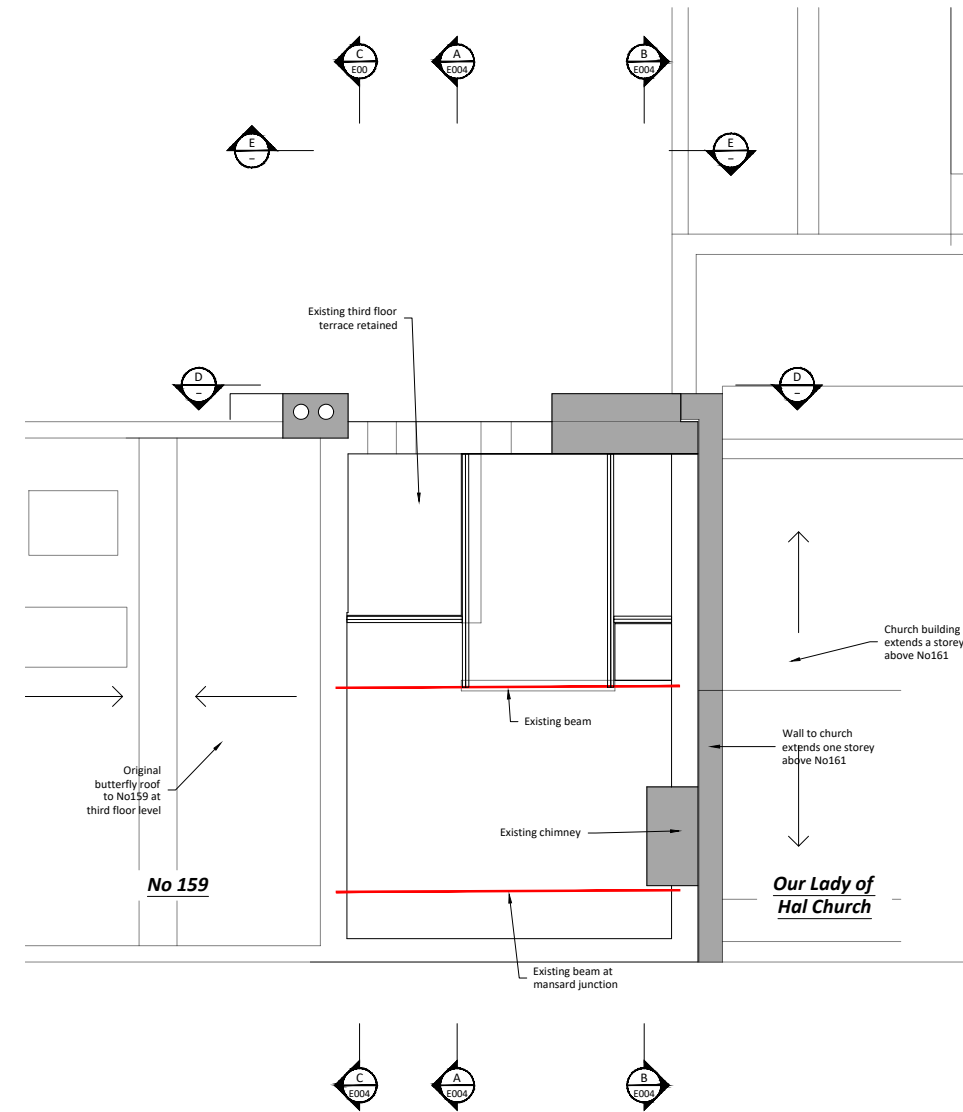 C
E00
A
E004
B
E004
E
–
E
–
Existing third floor
terrace retained
D
–
D
–
Church building
extends a storey
above No161
Existing beam
Wall to church
extends one storey
above No161
Original
butterfly roof
to No159 at
third floor level
Existing chimney
No 159
Our Lady of
Hal Church
Existing beam at
mansard junction
C
E004
A
E004
B
E004